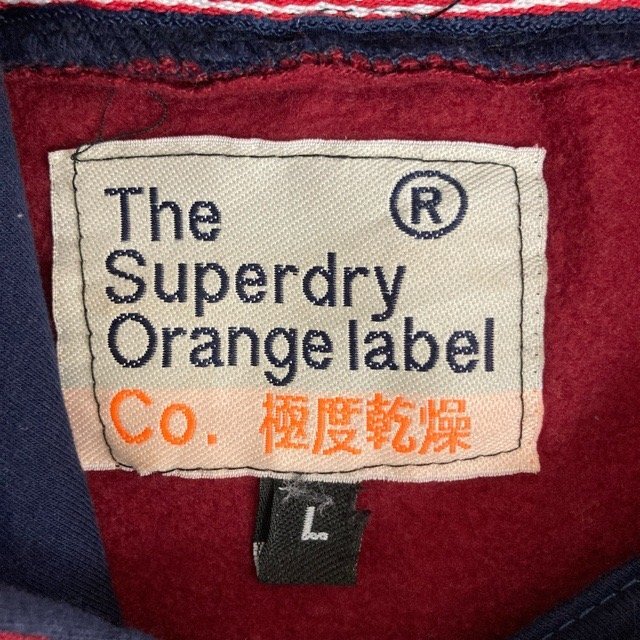 The ®
Superdry
Orange label
Co. 極度乾燥
L